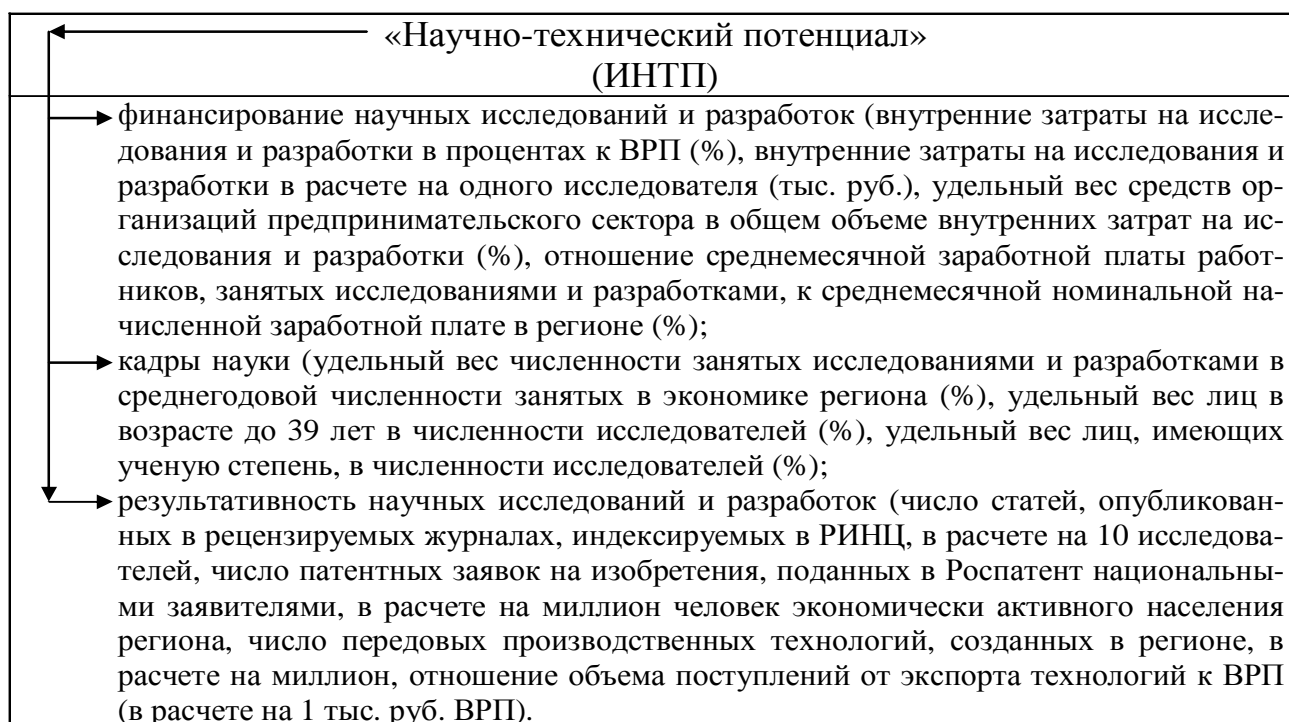 «Научно-технический потенциал»
(ИНТП)
финансирование научных исследований и разработок (внутренние затраты на иссле-
дования и разработки в процентах к ВРП (%), внутренние затраты на исследования и
разработки в расчете на одного исследователя (тыс. руб.), удельный вес средств ор-
ганизаций предпринимательского сектора в общем объеме внутренних затрат на ис-
следования и разработки (%), отношение среднемесячной заработной платы работ-
ников, занятых исследованиями и разработками, к среднемесячной номинальной на-
численной заработной плате в регионе (%);
кадры науки (удельный вес численности занятых исследованиями и разработками в
среднегодовой численности занятых в экономике региона (%), удельный вес лиц в
возрасте до 39 лет в численности исследователей (%), удельный вес лиц, имеющих
ученую степень, в численности исследователей (%);
результативность научных исследований и разработок (число статей, опубликован-
ных в рецензируемых журналах, индексируемых в РИНЦ, в расчете на 10 исследова-
телей, число патентных заявок на изобретения, поданных в Роспатент национальны-
ми заявителями, в расчете на миллион человек экономически активного населения
региона, число передовых производственных технологий, созданных в регионе, в
расчете на миллион, отношение объема поступлений от экспорта технологий к ВРП
(в расчете на 1 тыс. руб. ВРП).